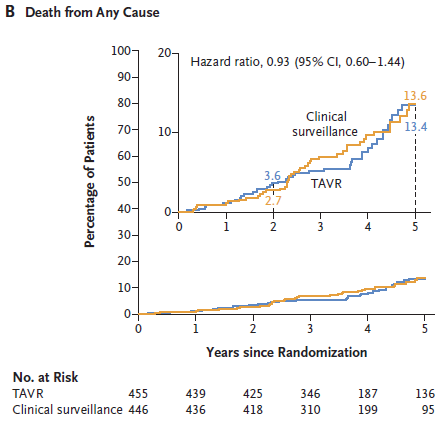 B Death from Any Cause
Percentage of Patients
100
90
80
70
60
50
40
30
20
10
0
20
10
0
Hazard ratio, 0.93 (95% CI, 0.60–1.44)
13.6
Clinical
surveillance
13.4
3.6
TAVR
2.7
0 1 2 3 4 5
0 1 2 3 4 5
Years since Randomization
No. at Risk
TAVR 455 439 425 346 187 136
Clinical surveillance 446 436 418 310 199 95